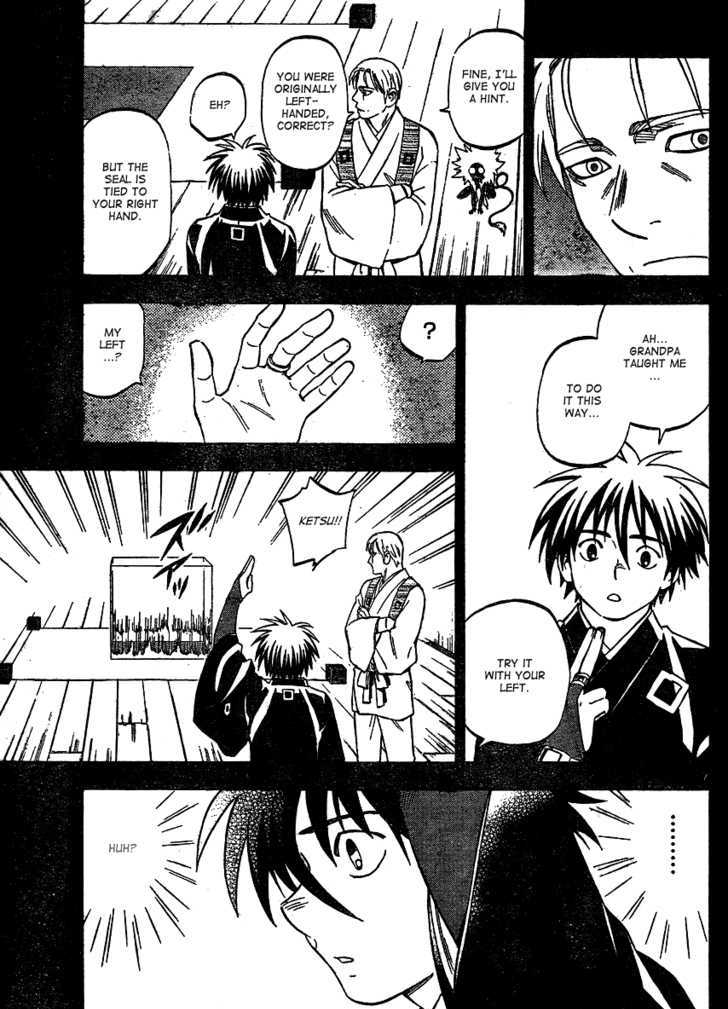 FINE, I'LL
GIVE YOU
A HINT.
YOU WERE
ORIGINALLY
LEFT-
HANDED,
CORRECT?
EH?
BUT THE
SEAL IS
TIED TO
YOUR RIGHT
HAND.
AH...
GRANDPA
TAUGHT ME
...
TO DO
IT THIS
WAY...
TRY IT
WITH YOUR
LEFT.
?
MY
LEFT
...?
KETSU!!
........
HUH?